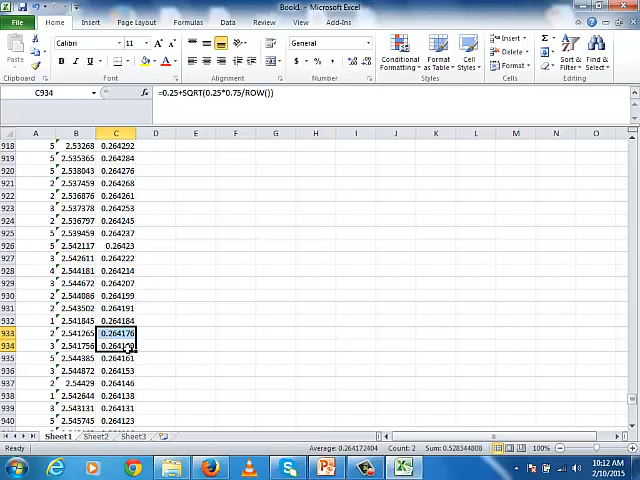 Book1 - Microsoft Excel
File Home Insert Page Layout Formulas Data Review View Add-Ins
Calibri 11 General
Paste B I U $ % , Conditional Formatting Format as Table Cell Styles Insert Delete Format Σ Sort & Filter Find & Select
Clipboard Font Alignment Number Styles Cells Editing
C934 fx =0.25+SQRT(0.25*0.75/ROW())
A B C D E F G H I J K L M N O
918 5 2.53268 0.264292
919 5 2.535365 0.264284
920 5 2.538043 0.264276
921 2 2.537459 0.264268
922 2 2.536876 0.264261
923 3 2.537378 0.264253
924 2 2.536797 0.264245
925 5 2.539459 0.264237
926 5 2.542117 0.26423
927 3 2.542611 0.264222
928 4 2.544181 0.264214
929 3 2.544672 0.264207
930 2 2.544086 0.264199
931 2 2.543502 0.264191
932 1 2.541845 0.264184
933 2 2.541265 0.264176
934 3 2.541756
935 5 2.544385 0.264161
936 3 2.544872 0.264153
937 2 2.54429 0.264146
938 1 2.542644 0.264138
939 3 2.543131 0.264131
940 5 2.545745 0.264123
Sheet1 Sheet2 Sheet3
Ready Average: 0.264172404 Count: 2 Sum: 0.528344808 100%
10:12 AM
2/10/2015